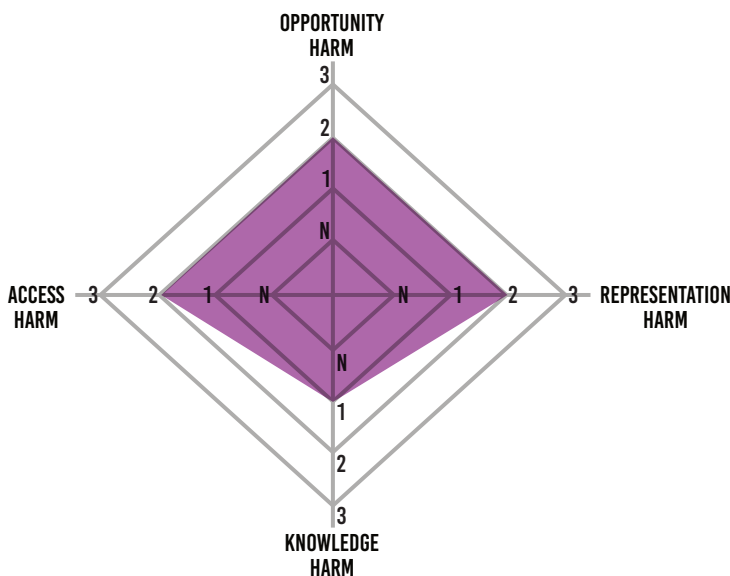 OPPORTUNITY
HARM
3
2
1
N
ACCESS
HARM
3 2 1 N N 1 2 3
REPRESENTATION
HARM
N
1
2
3
KNOWLEDGE
HARM